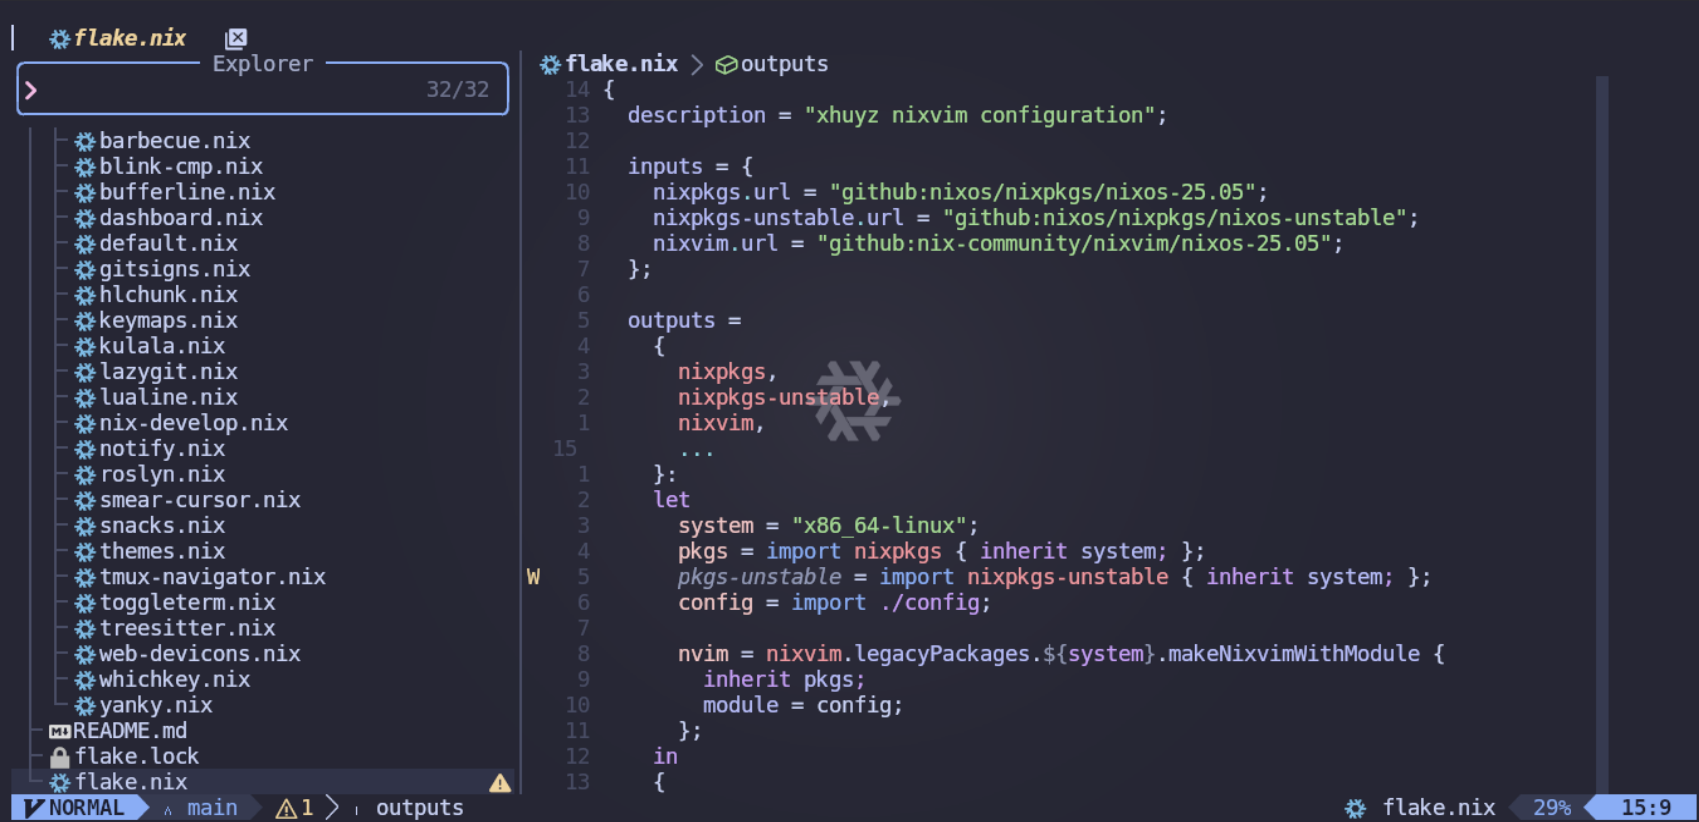 flake.nix
Explorer
32/32
barbecue.nix
blink-cmp.nix
bufferline.nix
dashboard.nix
default.nix
gitsigns.nix
hlchunk.nix
keymaps.nix
kulala.nix
lazygit.nix
lualine.nix
nix-develop.nix
notify.nix
roslyn.nix
smear-cursor.nix
snacks.nix
themes.nix
tmux-navigator.nix
toggleterm.nix
treesitter.nix
web-devicons.nix
whichkey.nix
yanky.nix
README.md
flake.lock
flake.nix
flake.nix > outputs
14 {
13   description = "xhuyz nixvim configuration";
12
11   inputs = {
10     nixpkgs.url = "github:nixos/nixpkgs/nixos-25.05";
9     nixpkgs-unstable.url = "github:nixos/nixpkgs/nixos-unstable";
8     nixvim.url = "github:nix-community/nixvim/nixos-25.05";
7   };
6
5   outputs =
4     {
3       nixpkgs,
2       nixpkgs-unstable,
1       nixvim,
15       ...
1     }:
2     let
3       system = "x86_64-linux";
4       pkgs = import nixpkgs { inherit system; };
W 5       pkgs-unstable = import nixpkgs-unstable { inherit system; };
6       config = import ./config;
7
8       nvim = nixvim.legacyPackages.${system}.makeNixvimWithModule {
9         inherit pkgs;
10         module = config;
11       };
12     in
13     {
NORMAL main 1 > outputs flake.nix 29% 15:9